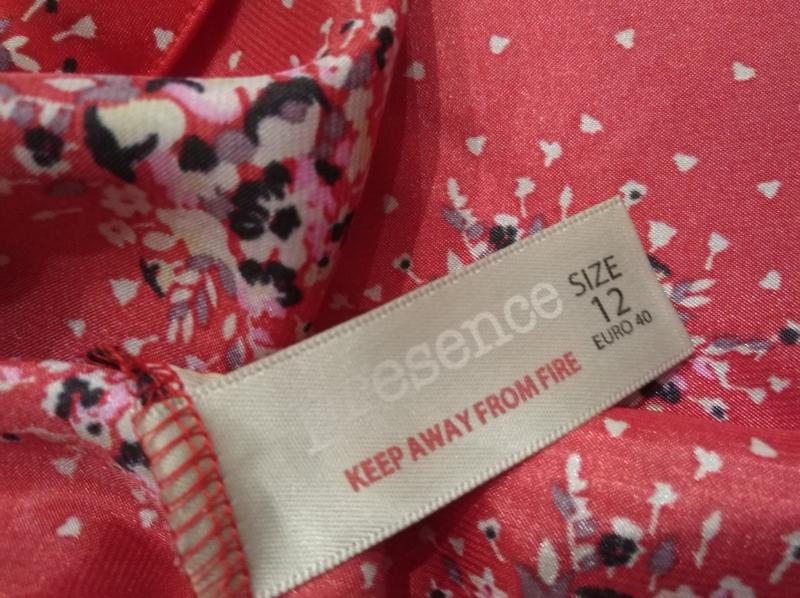 presence
SIZE
12
EURO 40
KEEP AWAY FROM FIRE